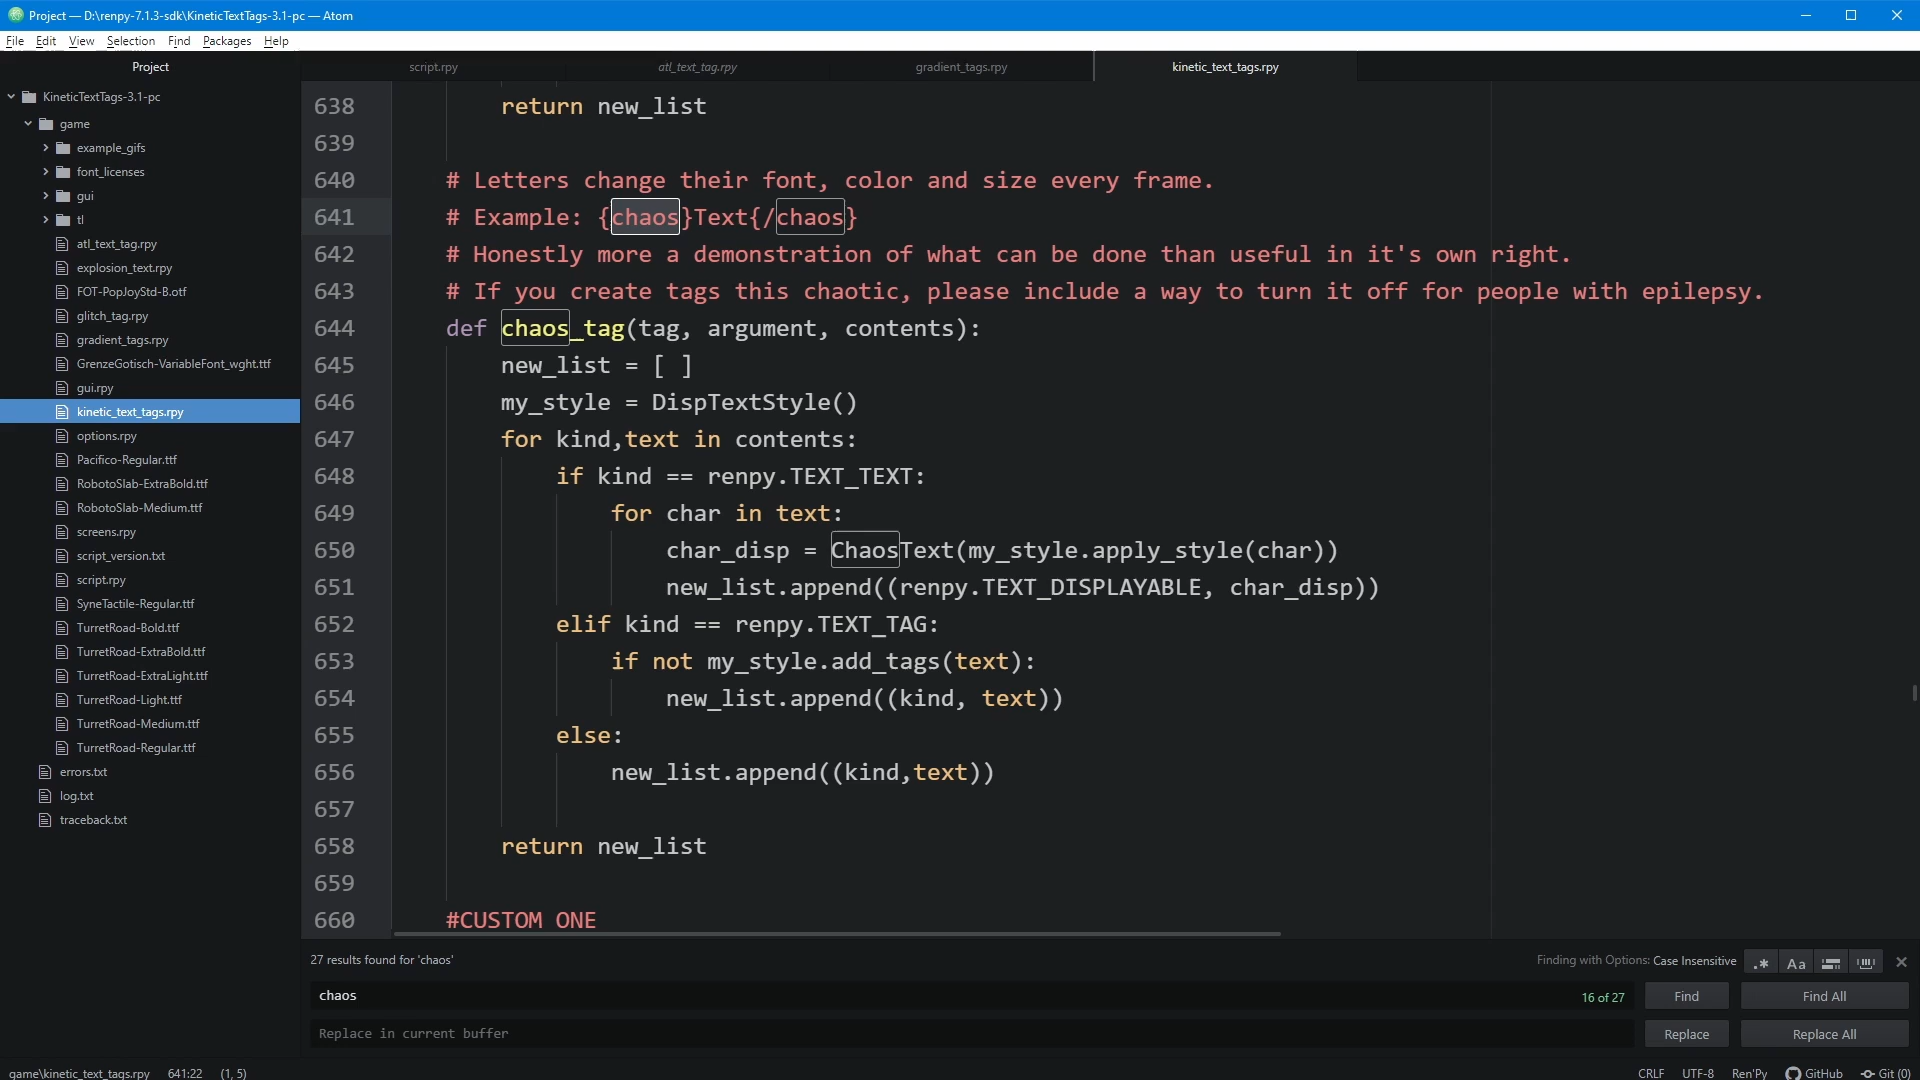 Project — D:\renpy-7.1.3-sdk\KineticTextTags-3.1-pc — Atom
File Edit View Selection Find Packages Help
Project
script.rpy atl_text_tag.rpy gradient_tags.rpy kinetic_text_tags.rpy
KineticTextTags-3.1-pc
game
example_gifs
font_licenses
gui
tl
atl_text_tag.rpy
explosion_text.rpy
FOT-PopJoyStd-B.otf
glitch_tag.rpy
gradient_tags.rpy
GrenzeGotisch-VariableFont_wght.ttf
gui.rpy
kinetic_text_tags.rpy
options.rpy
Pacifico-Regular.ttf
RobotoSlab-ExtraBold.ttf
RobotoSlab-Medium.ttf
screens.rpy
script_version.txt
script.rpy
SyneTactile-Regular.ttf
TurretRoad-Bold.ttf
TurretRoad-ExtraBold.ttf
TurretRoad-ExtraLight.ttf
TurretRoad-Light.ttf
TurretRoad-Medium.ttf
TurretRoad-Regular.ttf
errors.txt
log.txt
traceback.txt
638 return new_list
639
640 # Letters change their font, color and size every frame.
641 # Example: {chaos}Text{/chaos}
642 # Honestly more a demonstration of what can be done than useful in it's own right.
643 # If you create tags this chaotic, please include a way to turn it off for people with epilepsy.
644 def chaos_tag(tag, argument, contents):
645 new_list = [ ]
646 my_style = DispTextStyle()
647 for kind,text in contents:
648 if kind == renpy.TEXT_TEXT:
649 for char in text:
650 char_disp = ChaosText(my_style.apply_style(char))
651 new_list.append((renpy.TEXT_DISPLAYABLE, char_disp))
652 elif kind == renpy.TEXT_TAG:
653 if not my_style.add_tags(text):
654 new_list.append((kind, text))
655 else:
656 new_list.append((kind,text))
657
658 return new_list
659
660 #CUSTOM ONE
27 results found for 'chaos' Finding with Options: Case Insensitive .* Aa
chaos 16 of 27 Find Find All
Replace in current buffer Replace Replace All
game\kinetic_text_tags.rpy 641:22 (1, 5) CRLF UTF-8 Ren'Py GitHub Git (0)